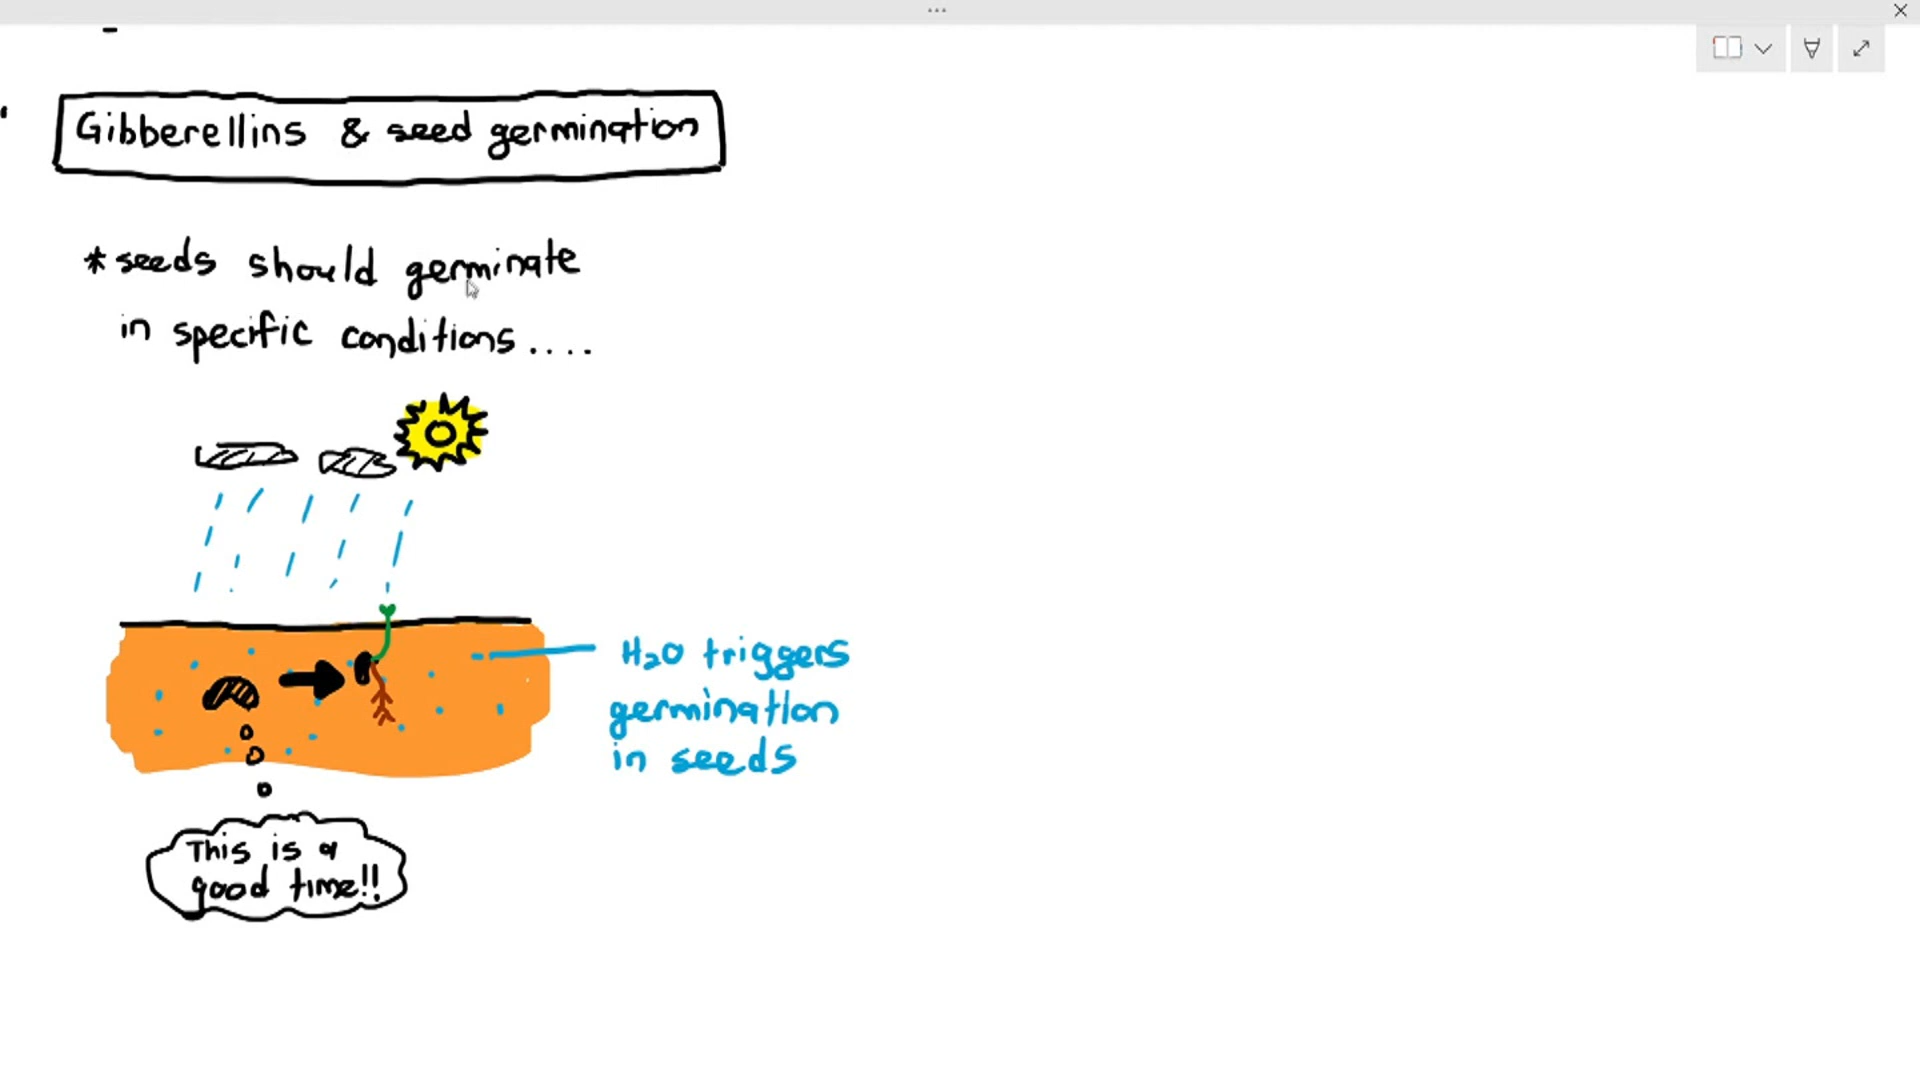 Gibberellins & seed germination
* seeds should germinate
in specific conditions....
H₂O triggers
germination
in seeds
This is a
good time!!